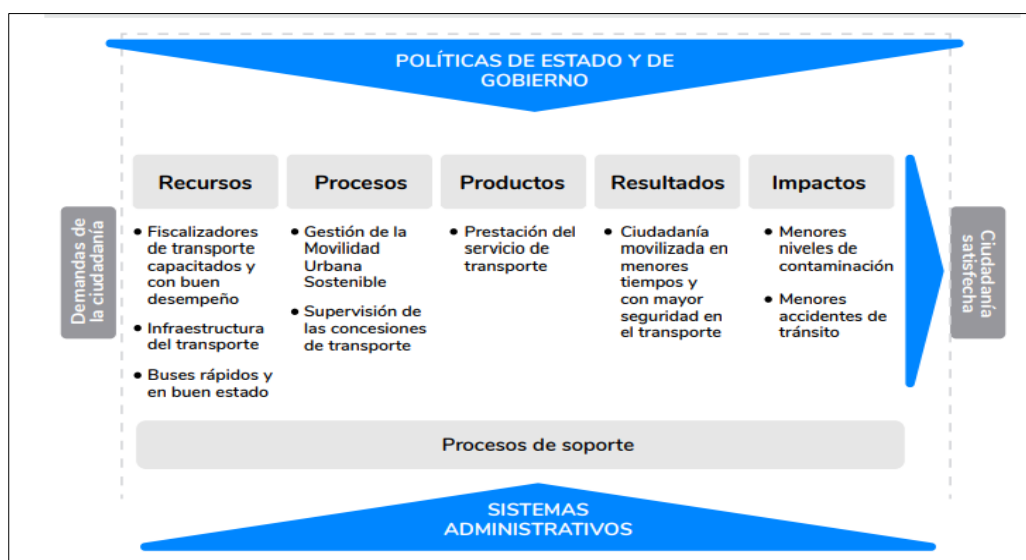 POLÍTICAS DE ESTADO Y DE
GOBIERNO
Demandas de
la ciudadanía
Recursos
• Fiscalizadores
de transporte
capacitados y
con buen
desempeño
• Infraestructura
del transporte
• Buses rápidos y
en buen estado
Procesos
• Gestión de la
Movilidad
Urbana
Sostenible
• Supervisión de
las concesiones
de transporte
Productos
• Prestación del
servicio de
transporte
Resultados
• Ciudadanía
movilizada en
menores
tiempos y
con mayor
seguridad en
el transporte
Impactos
• Menores
niveles de
contaminación
• Menores
accidentes de
tránsito
Ciudadanía
satisfecha
Procesos de soporte
SISTEMAS
ADMINISTRATIVOS